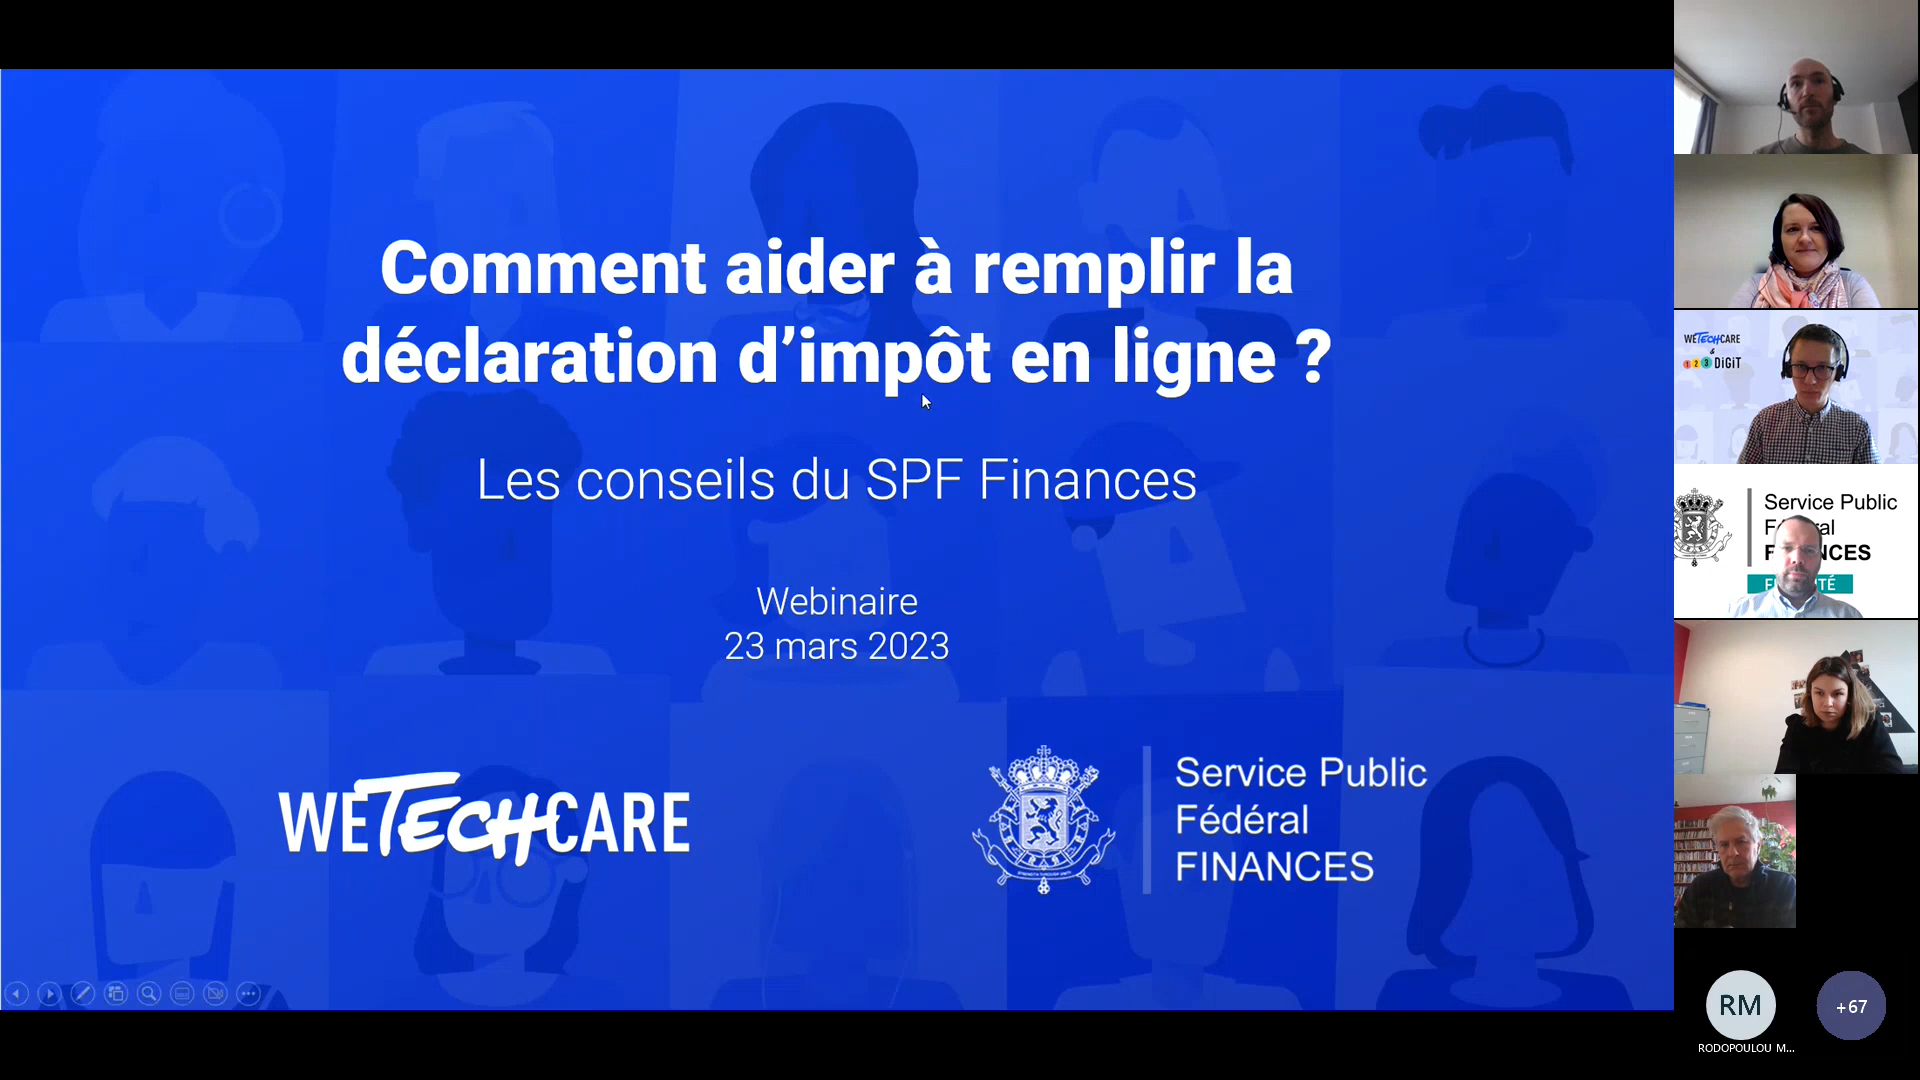 Comment aider à remplir la
déclaration d’impôt en ligne ?
Les conseils du SPF Finances
Webinaire
23 mars 2023
WETECHCARE
Service Public
Fédéral
FINANCES
WETECHCARE
&
123 DIGIT
Service Public
RM
+67
RODOPOULOU M...